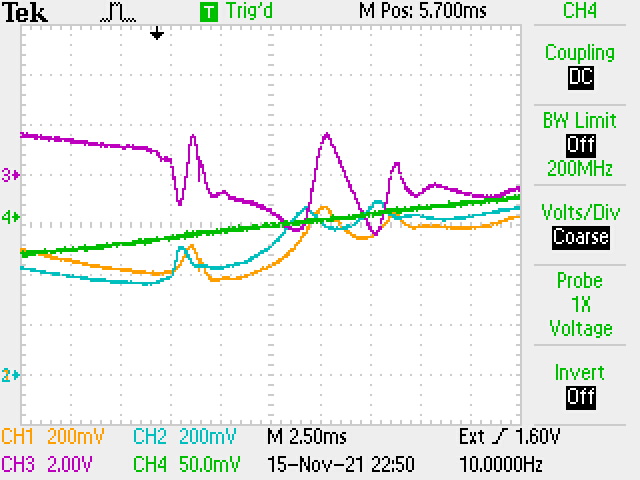 Tek T Trig'd M Pos: 5.700ms CH4
Coupling
DC
BW Limit
Off
200MHz
Volts/Div
Coarse
Probe
1X
Voltage
Invert
Off
3
4
2
CH1 200mV CH2 200mV M 2.50ms Ext 1.60V
CH3 2.00V CH4 50.0mV 15-Nov-21 22:50 10.0000Hz